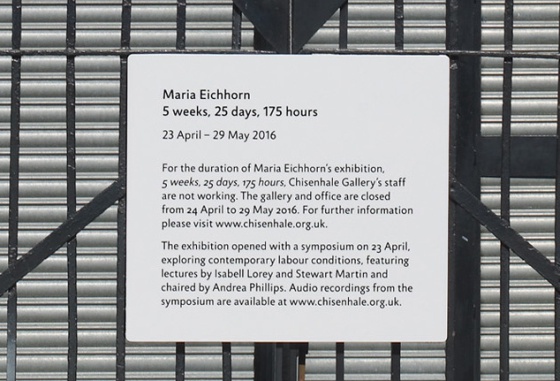 Maria Eichhorn
5 weeks, 25 days, 175 hours
23 April – 29 May 2016
For the duration of Maria Eichhorn's exhibition,
5 weeks, 25 days, 175 hours, Chisenhale Gallery's staff
are not working. The gallery and office are closed
from 24 April to 29 May 2016. For further information
please visit www.chisenhale.org.uk.
The exhibition opened with a symposium on 23 April,
exploring contemporary labour conditions, featuring
lectures by Isabell Lorey and Stewart Martin and
chaired by Andrea Phillips. Audio recordings from the
symposium are available at www.chisenhale.org.uk.